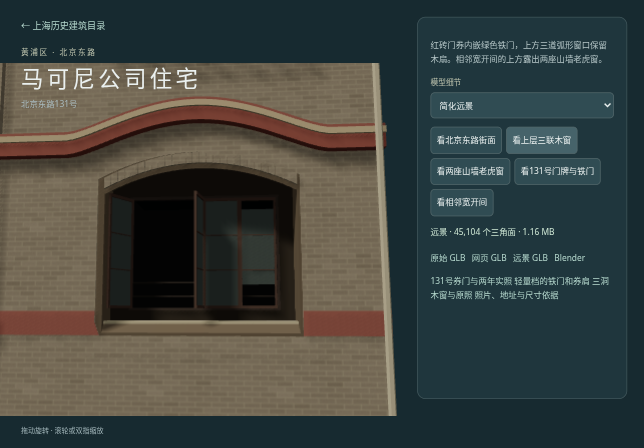 ← 上海历史建筑目录
黄浦区 · 北京东路
马可尼公司住宅
北京东路131号
红砖门券内嵌绿色铁门，上方三道弧形窗口保留
木扇。相邻宽开间的上方露出两座山墙老虎窗。
模型细节
简化远景
看北京东路街面
看上层三联木窗
看两座山墙老虎窗
看131号门牌与铁门
看相邻宽开间
远景 · 45,104 个三角面 · 1.16 MB
原始 GLB 网页 GLB 远景 GLB Blender
131号券门与两年实照 轻量档的铁门和券肩 三洞
木窗与原照 照片、地址与尺寸依据
拖动旋转 · 滚轮或双指缩放